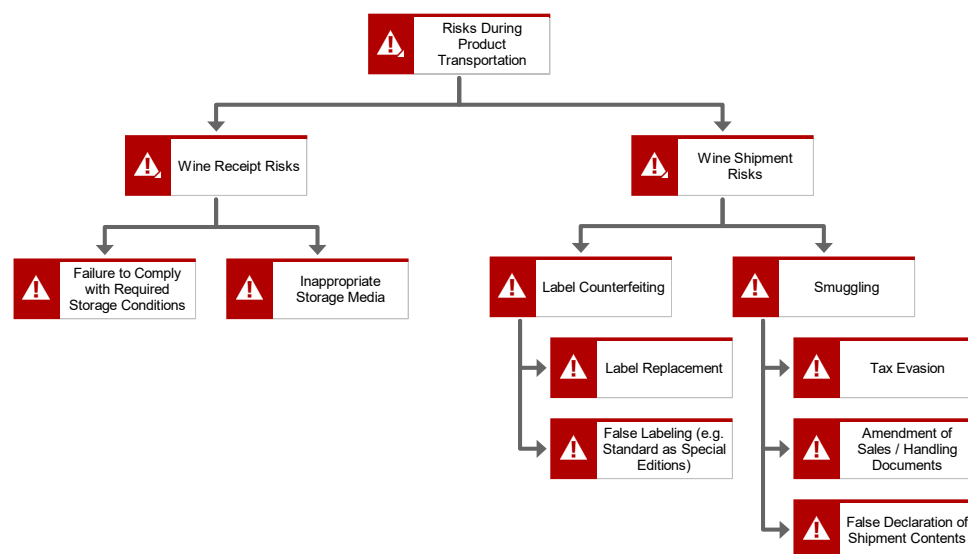 Risks During
Product
Transportation
Wine Receipt Risks
Wine Shipment
Risks
Failure to Comply
with Required
Storage Conditions
Inappropriate
Storage Media
Label Counterfeiting
Smuggling
Label Replacement
Tax Evasion
False Labeling (e.g.
Standard as Special
Editions)
Amendment of
Sales / Handling
Documents
False Declaration of
Shipment Contents